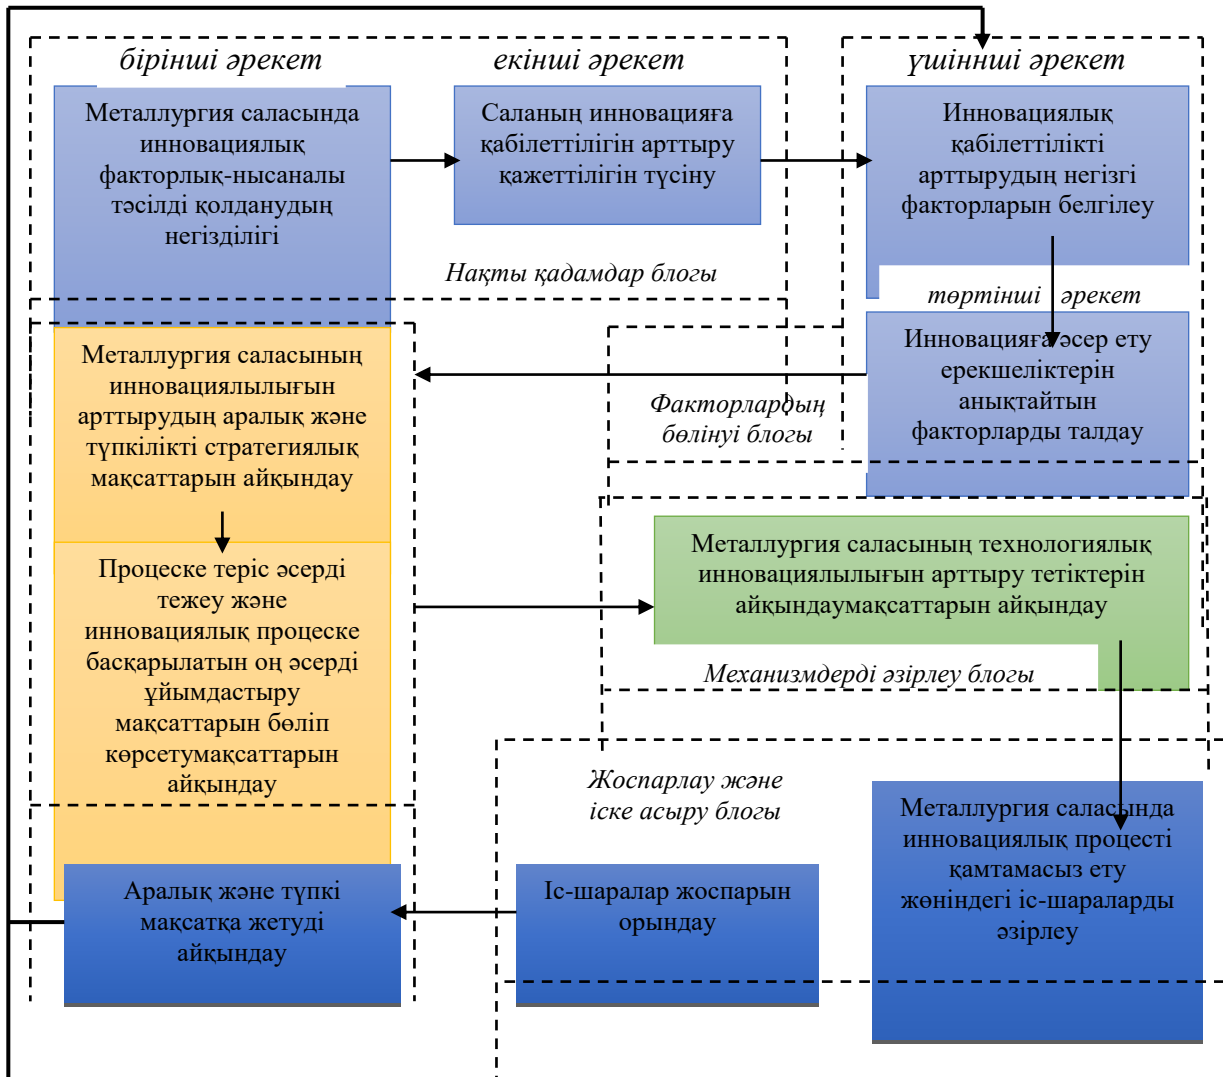 бірінші әрекет
екінші әрекет
үшіннші әрекет
Металлургия саласында
инновациялық
факторлық-нысаналы
тәсілді қолданудың
негізділігі
Саланың инновацияға
қабілеттілігін арттыру
қажеттілігін түсіну
Инновациялық
қабілеттілікті
арттырудың негізгі
факторларын белгілеу
Нақты қадамдар блогы
төртінші әрекет
Металлургия саласының
инновациялылығын
арттырудың аралық және
түпкілікті стратегиялық
мақсаттарын айқындау
Факторлардың
бөлінуі блогы
Инновацияға әсер ету
ерекшеліктерін
анықтайтын
факторларды талдау
Процеске теріс әсерді
тежеу және
инновациялық процеске
басқарылатын оң әсерді
ұйымдастыру
мақсаттарын бөліп
көрсетумақсаттарын
айқындау
Металлургия саласының технологиялық
инновациялылығын арттыру тетіктерін
айқындаумақсаттарын айқындау
Механизмдерді әзірлеу блогы
Жоспарлау және
іске асыру блогы
Металлургия саласында
инновациялық процесті
қамтамасыз ету
жөніндегі іс-шараларды
әзірлеу
Аралық және түпкі
мақсатқа жетуді
айқындау
Іс-шаралар жоспарын
орындау